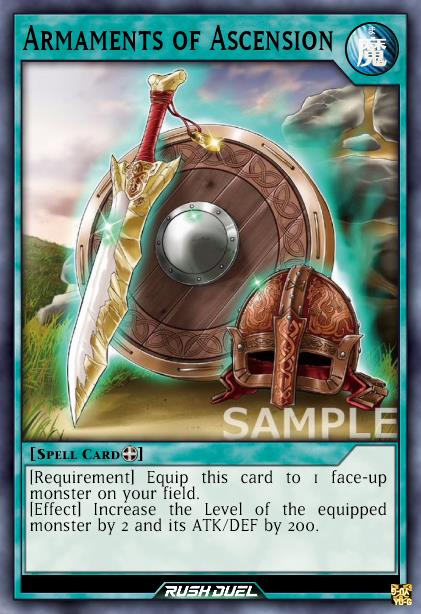 ARMAMENTS OF ASCENSION
ま
魔
SAMPLE
[SPELL CARD]
[Requirement] Equip this card to 1 face-up
monster on your field.
[Effect] Increase the Level of the equipped
monster by 2 and its ATK/DEF by 200.
RUSH DUEL